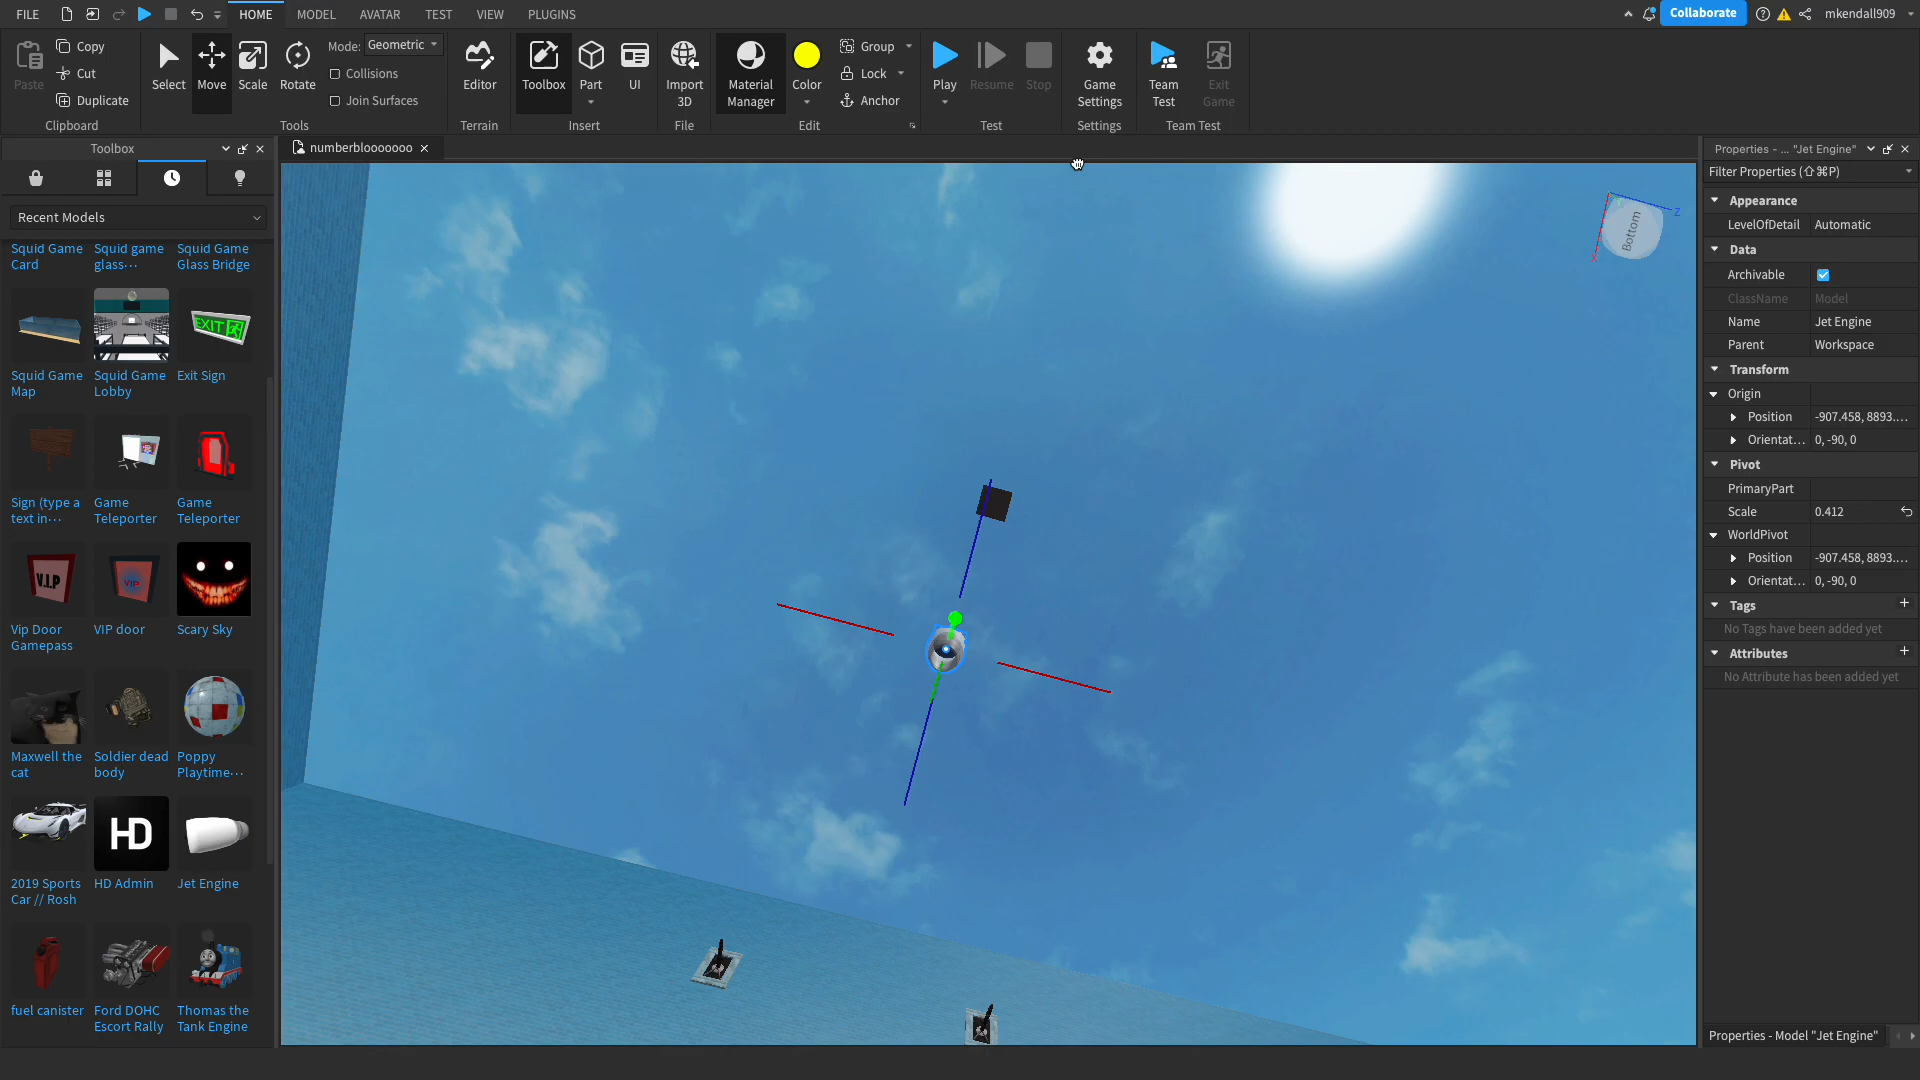 FILE
HOME
MODEL
AVATAR
TEST
VIEW
PLUGINS
Collaborate
mkendall909
Paste
Copy
Cut
Duplicate
Clipboard
Select
Move
Scale
Rotate
Mode: Geometric
Collisions
Join Surfaces
Tools
Editor
Terrain
Toolbox
Part
UI
Insert
Import
3D
File
Material
Manager
Color
Group
Lock
Anchor
Edit
Play
Resume
Stop
Test
Game
Settings
Settings
Team
Test
Exit
Game
Team Test
Toolbox
Recent Models
Squid Game
Card
Squid game
glass...
Squid Game
Glass Bridge
EXIT
Squid Game
Map
Squid Game
Lobby
Exit Sign
Sign (type a
text in...
Game
Teleporter
Game
Teleporter
V.I.P
VIP
Vip Door
Gamepass
VIP door
Scary Sky
Maxwell the
cat
Soldier dead
body
Poppy
Playtime...
HD
2019 Sports
Car // Rosh
HD Admin
Jet Engine
fuel canister
Ford DOHC
Escort Rally
Thomas the
Tank Engine
numberblooooooo
X
Z
Bottom
Properties - ... "Jet Engine"
Filter Properties (⇧⌘P)
Appearance
LevelOfDetail Automatic
Data
Archivable
ClassName Model
Name Jet Engine
Parent Workspace
Transform
Origin
Position -907.458, 8893....
Orientat... 0, -90, 0
Pivot
PrimaryPart
Scale 0.412
WorldPivot
Position -907.458, 8893....
Orientat... 0, -90, 0
Tags
No Tags have been added yet
Attributes
No Attribute has been added yet
Properties - Model "Jet Engine"